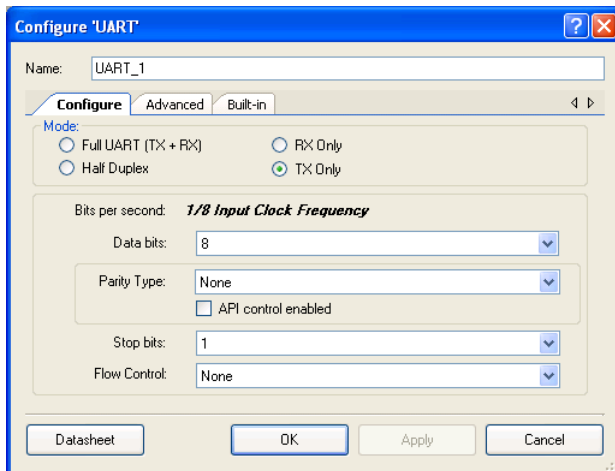 Configure 'UART'
Name: UART_1
Configure Advanced Built-in
Mode:
Full UART (TX + RX) RX Only
Half Duplex TX Only
Bits per second: 1/8 Input Clock Frequency
Data bits: 8
Parity Type: None
API control enabled
Stop bits: 1
Flow Control: None
Datasheet OK Apply Cancel